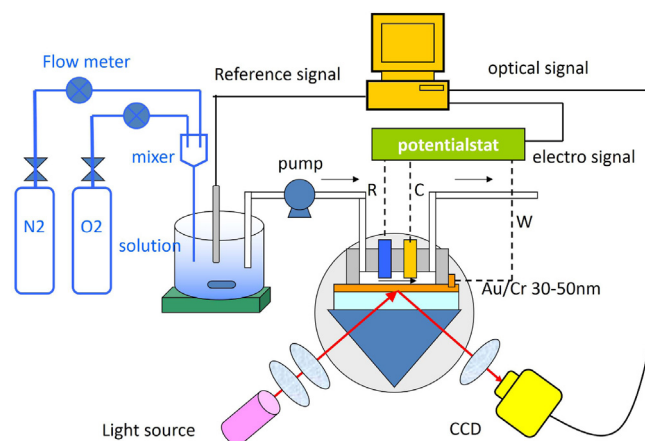 Flow meter
Reference signal
optical signal
mixer
potentialstat
electro signal
pump
R
C
W
N2
O2
solution
Au/Cr 30-50nm
Light source
CCD